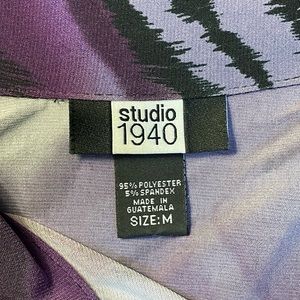 studio
1940
95% POLYESTER
5% SPANDEX
MADE IN
GUATEMALA
SIZE: M